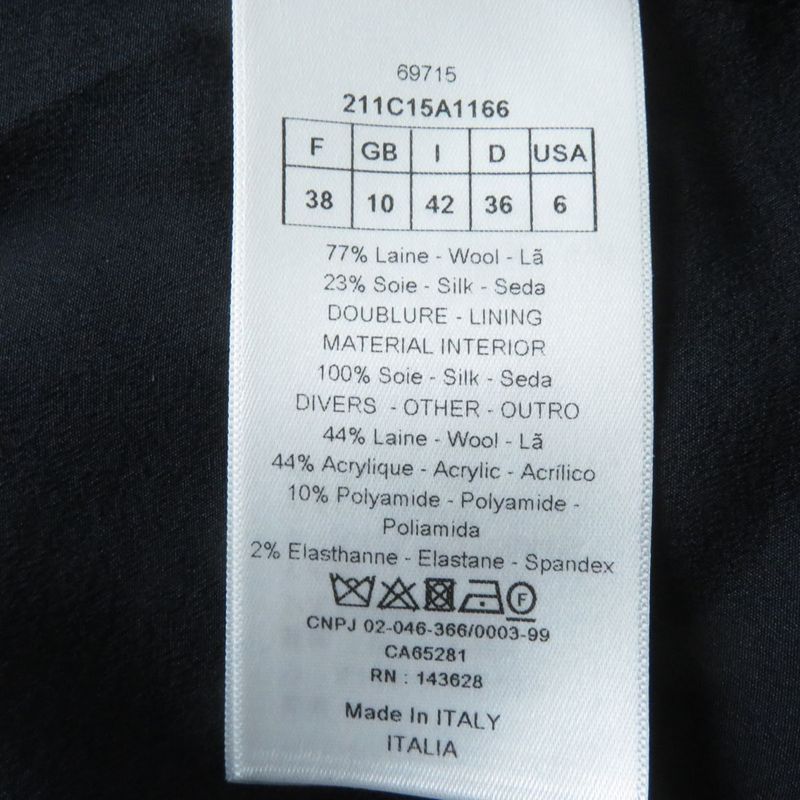 69715
211C15A1166
F GB I D USA
38 10 42 36 6
77% Laine - Wool - Lã
23% Soie - Silk - Seda
DOUBLURE - LINING
MATERIAL INTERIOR
100% Soie - Silk - Seda
DIVERS - OTHER - OUTRO
44% Laine - Wool - Lã
44% Acrylique - Acrylic - Acrílico
10% Polyamide - Polyamide -
Poliamida
2% Elasthanne - Elastane - Spandex
F
CNPJ 02-046-366/0003-99
CA65281
RN : 143628
Made In ITALY
ITALIA